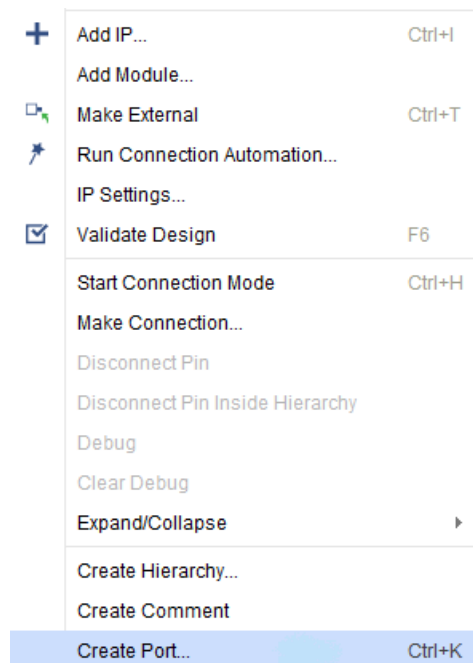 Add IP... Ctrl+I
Add Module...
Make External Ctrl+T
Run Connection Automation...
IP Settings...
Validate Design F6
Start Connection Mode Ctrl+H
Make Connection...
Disconnect Pin
Disconnect Pin Inside Hierarchy
Debug
Clear Debug
Expand/Collapse
Create Hierarchy...
Create Comment
Create Port... Ctrl+K